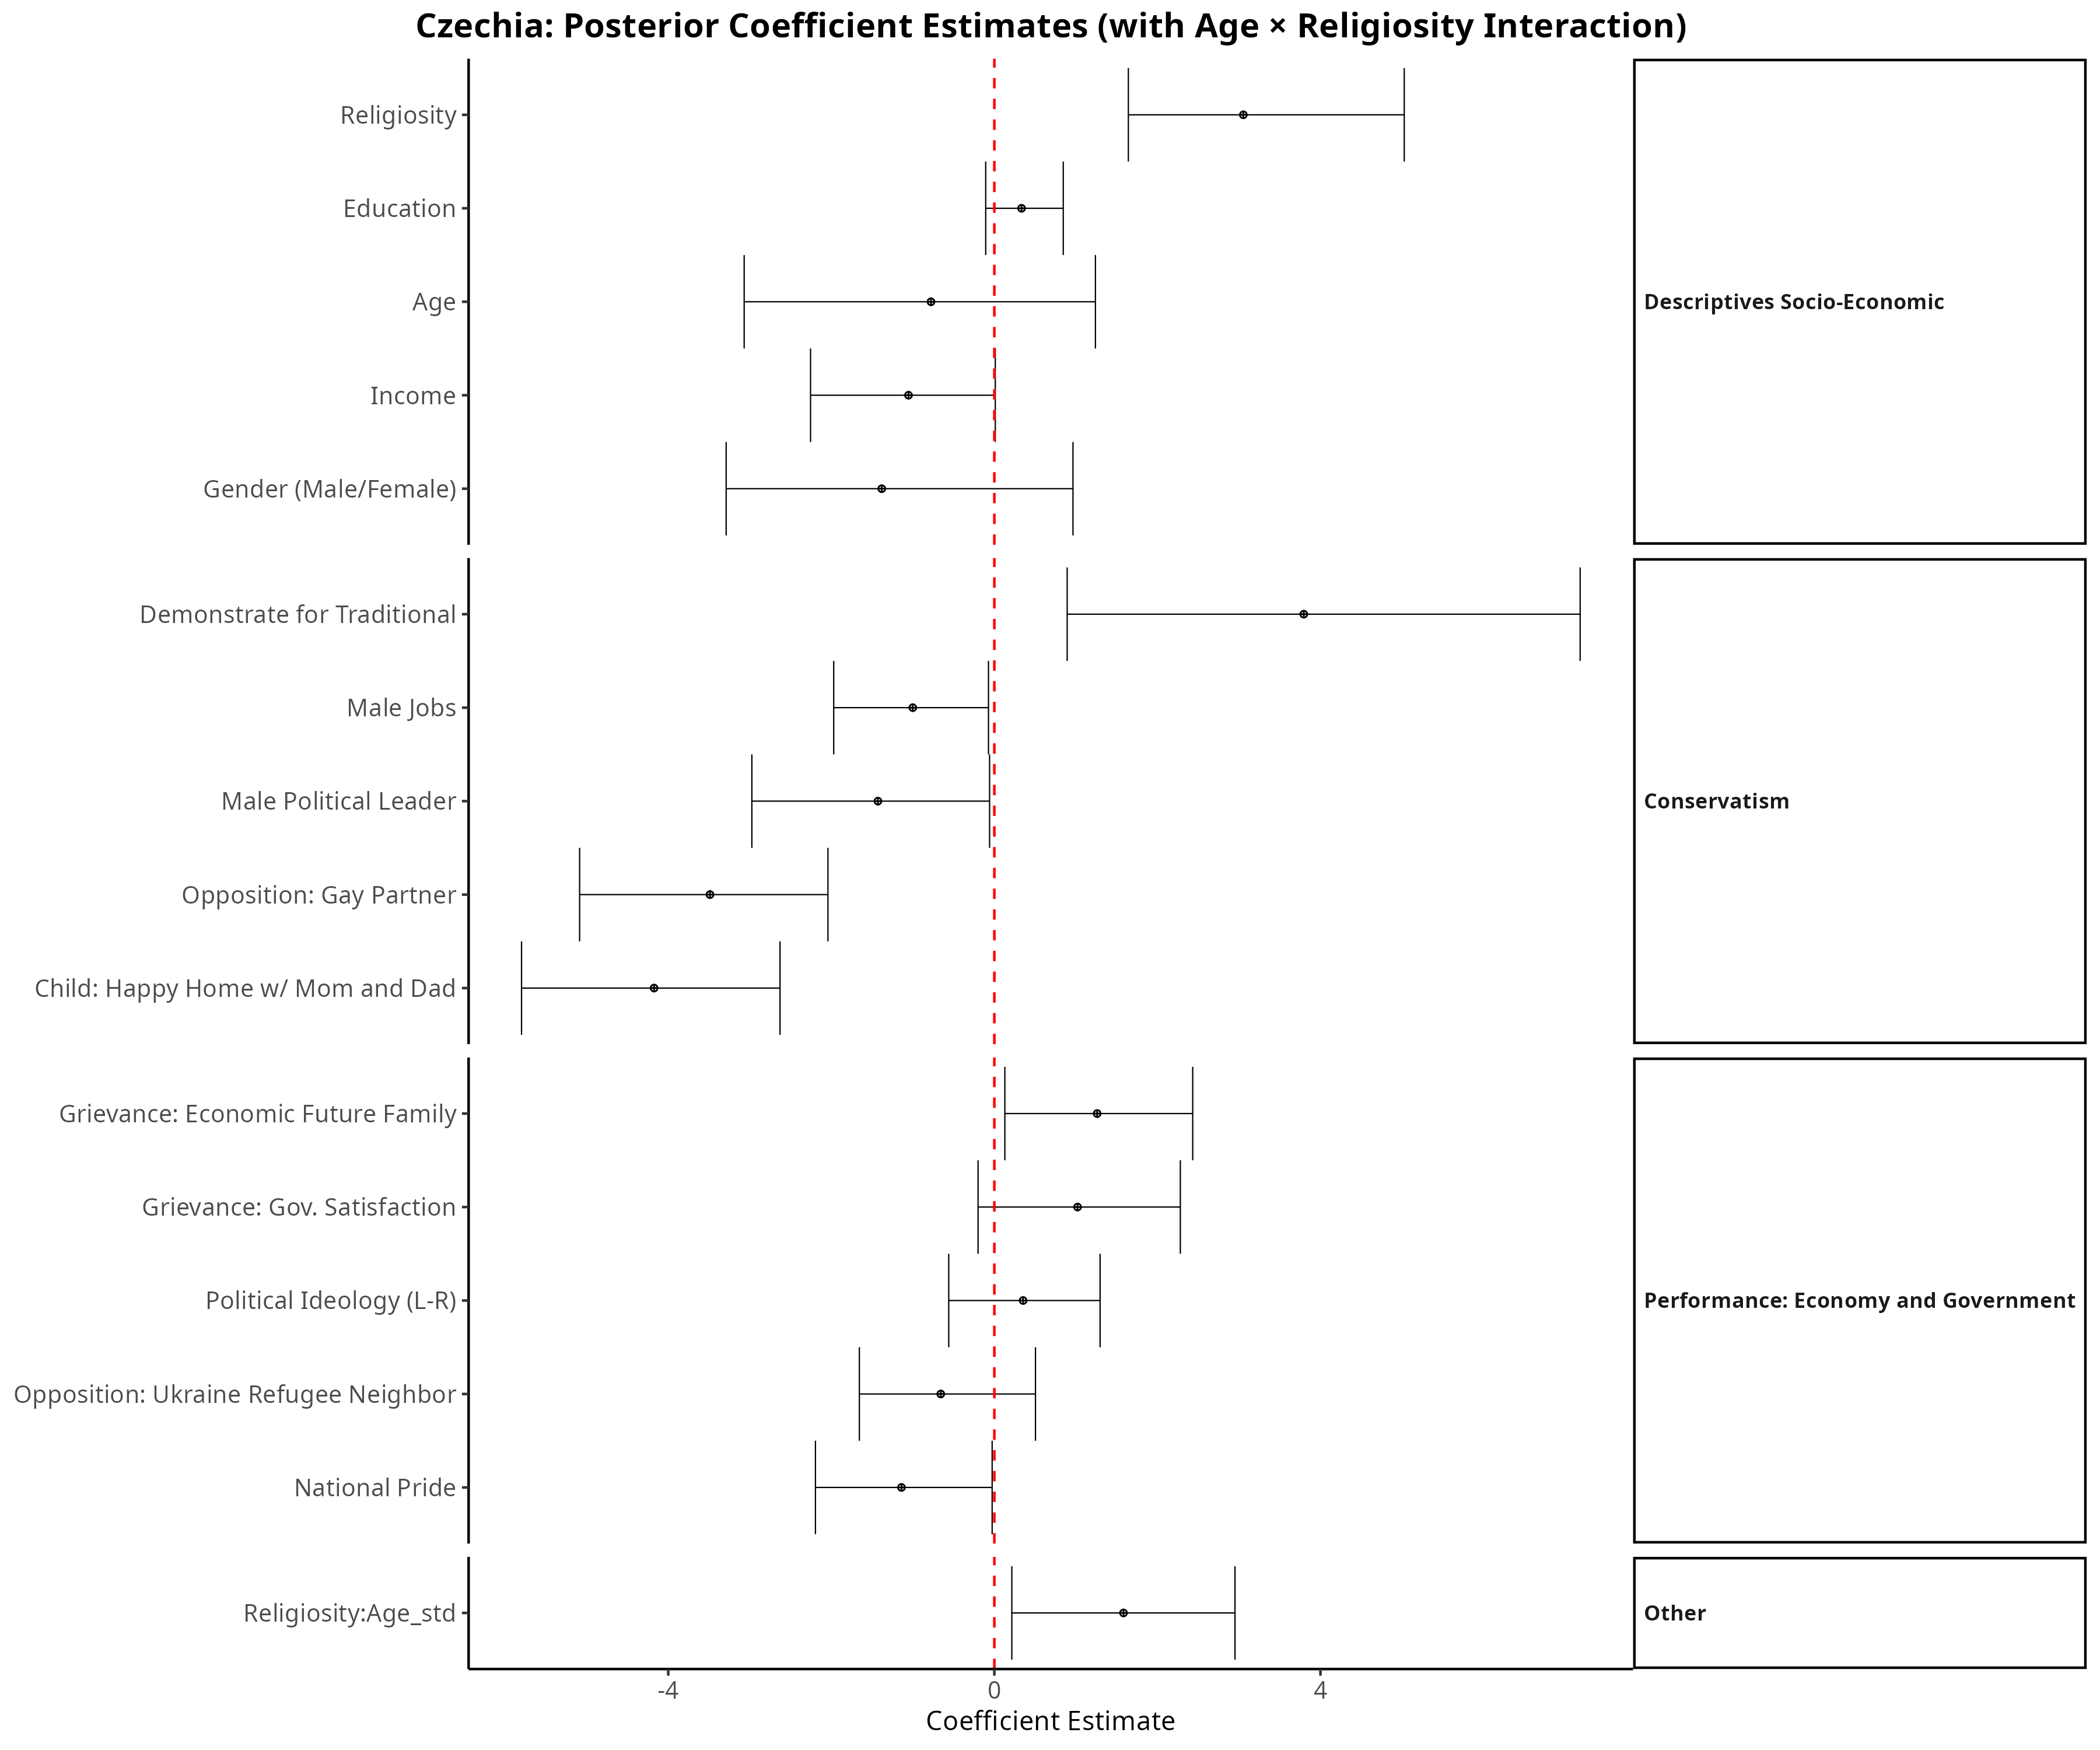 Czechia: Posterior Coefficient Estimates (with Age × Religiosity Interaction)
Religiosity
Education
Age
Income
Gender (Male/Female)
Descriptives Socio-Economic
Demonstrate for Traditional
Male Jobs
Male Political Leader
Opposition: Gay Partner
Child: Happy Home w/ Mom and Dad
Conservatism
Grievance: Economic Future Family
Grievance: Gov. Satisfaction
Political Ideology (L-R)
Opposition: Ukraine Refugee Neighbor
National Pride
Performance: Economy and Government
Religiosity:Age_std
Other
-4 0 4
Coefficient Estimate